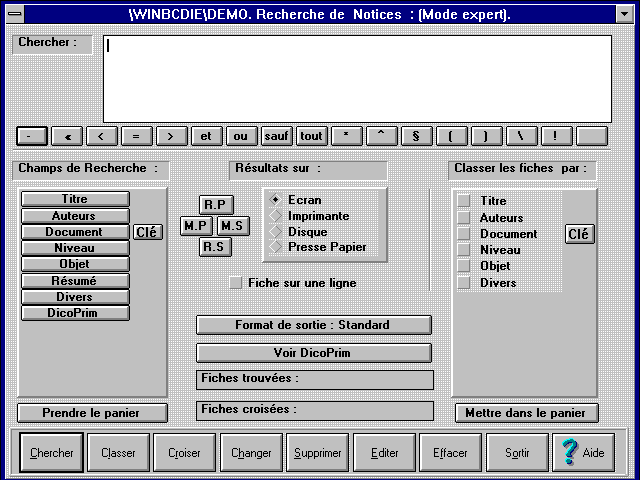 \WINBCDIE\DEMO. Recherche de Notices : (Mode expert).
Chercher :
- « < = > et ou sauf tout * ^ § ( ) \ !
Champs de Recherche :
Titre
Auteurs
Document
Clé
Niveau
Objet
Résumé
Divers
DicoPrim
Prendre le panier
Résultats sur :
R.P
M.P M.S
R.S
Ecran
Imprimante
Disque
Presse Papier
Fiche sur une ligne
Format de sortie : Standard
Voir DicoPrim
Fiches trouvées :
Fiches croisées :
Classer les fiches par :
Titre
Auteurs
Document
Clé
Niveau
Objet
Divers
Mettre dans le panier
Chercher Classer Croiser Changer Supprimer Editer Effacer Sortir ? Aide